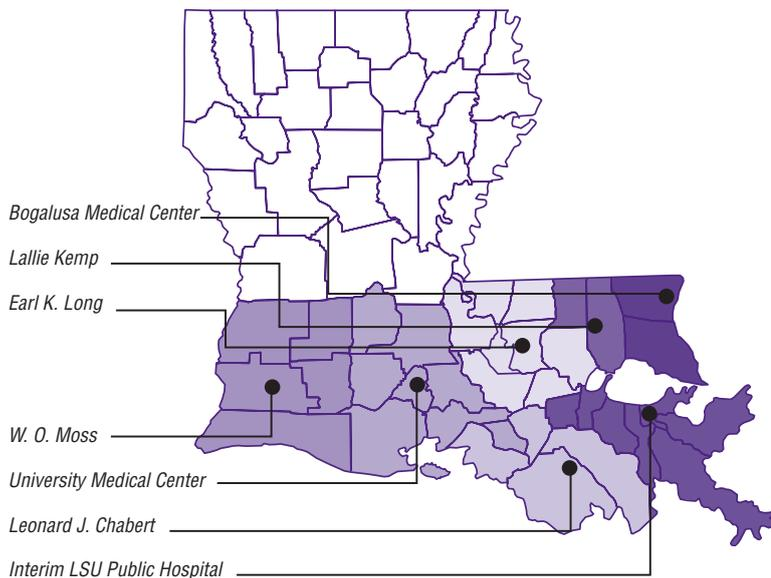 Bogalusa Medical Center
Lallie Kemp
Earl K. Long
W. O. Moss
University Medical Center
Leonard J. Chabert
Interim LSU Public Hospital